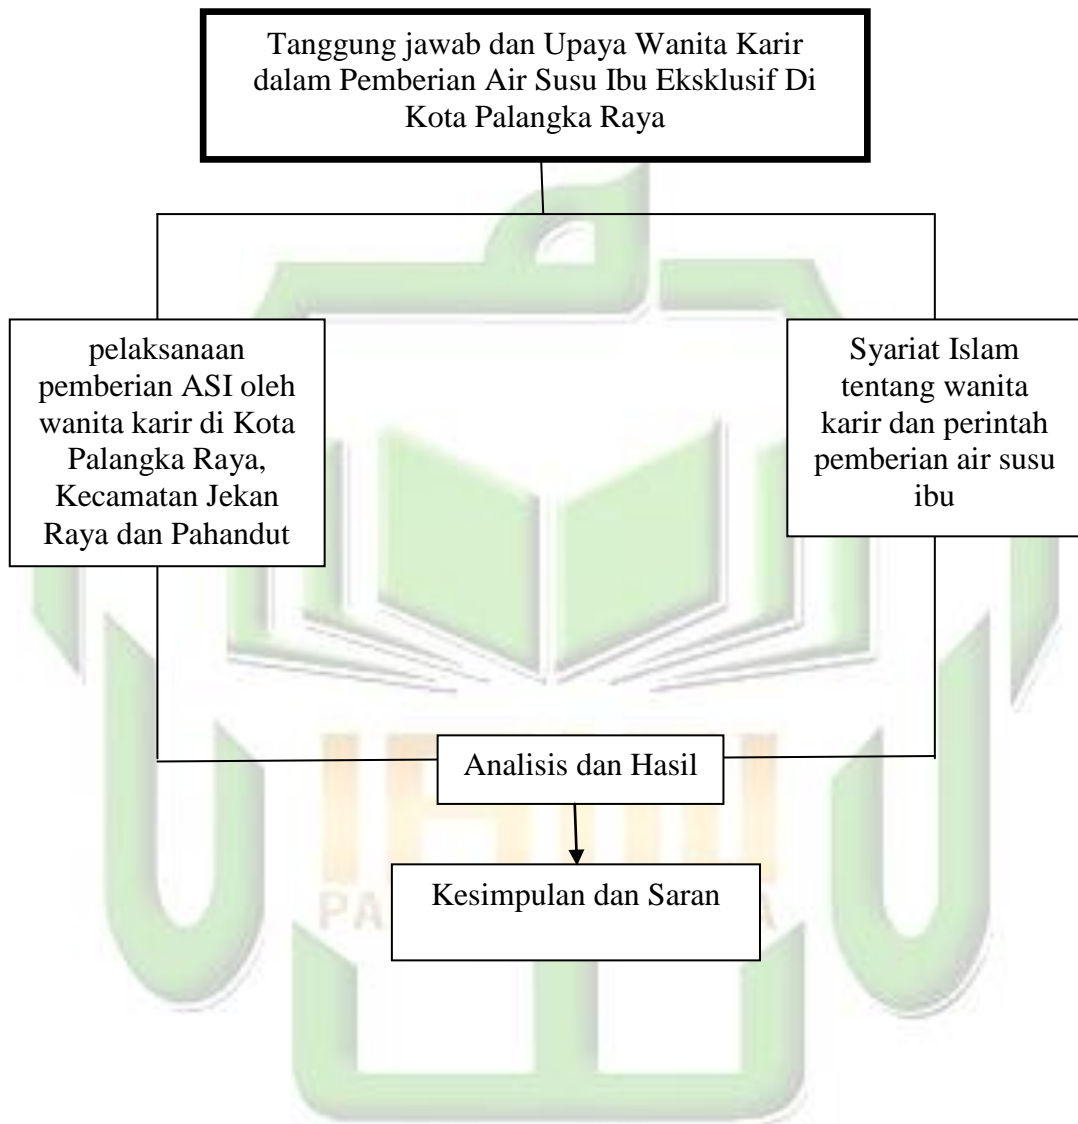 Tanggung jawab dan Upaya Wanita Karir
dalam Pemberian Air Susu Ibu Eksklusif Di
Kota Palangka Raya
pelaksanaan
pemberian ASI oleh
wanita karir di Kota
Palangka Raya,
Kecamatan Jekan
Raya dan Pahandut
Syariat Islam
tentang wanita
karir dan perintah
pemberian air susu
ibu
Analisis dan Hasil
Kesimpulan dan Saran